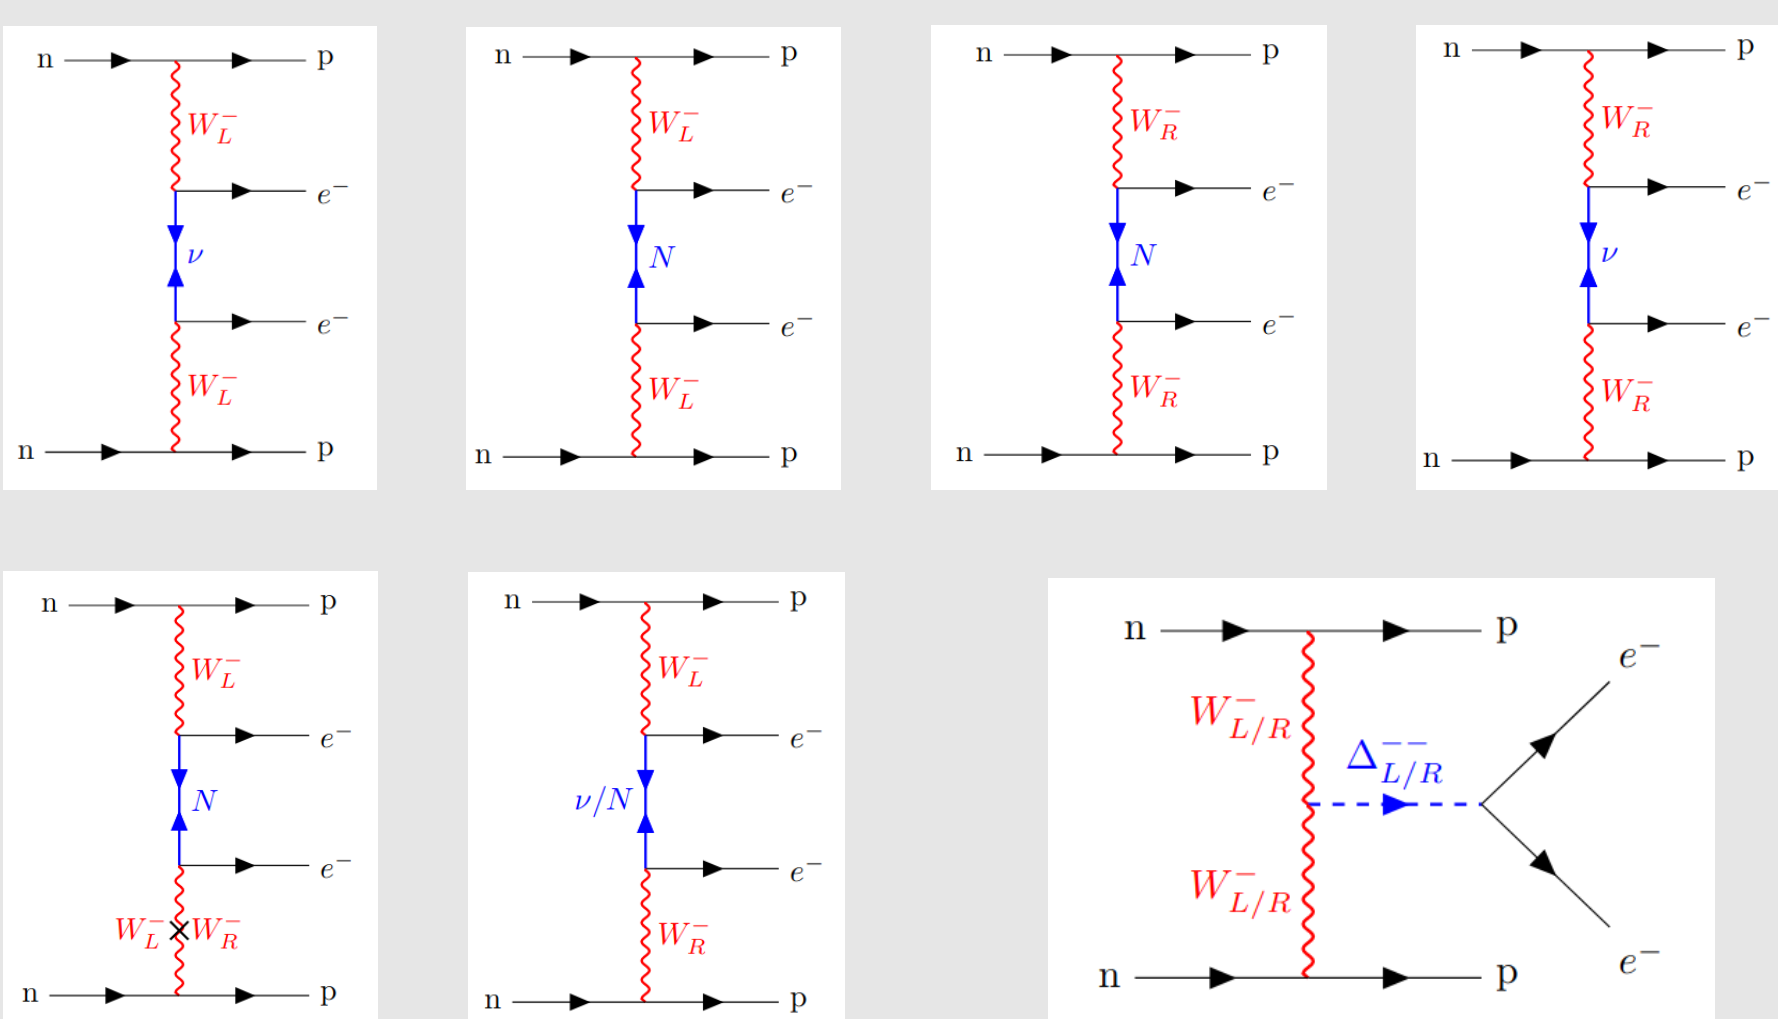 n p
W_L^-
e^-
ν
e^-
W_L^-
n p
n p
W_L^-
e^-
N
e^-
W_L^-
n p
n p
W_R^-
e^-
N
e^-
W_R^-
n p
n p
W_R^-
e^-
ν
e^-
W_R^-
n p
n p
W_L^-
e^-
N
e^-
W_L^- W_R^-
n p
n p
W_L^-
e^-
ν/N
e^-
W_R^-
n p
n p
e^-
W_{L/R}^-
Δ_{L/R}^{--}
W_{L/R}^-
e^-
n p